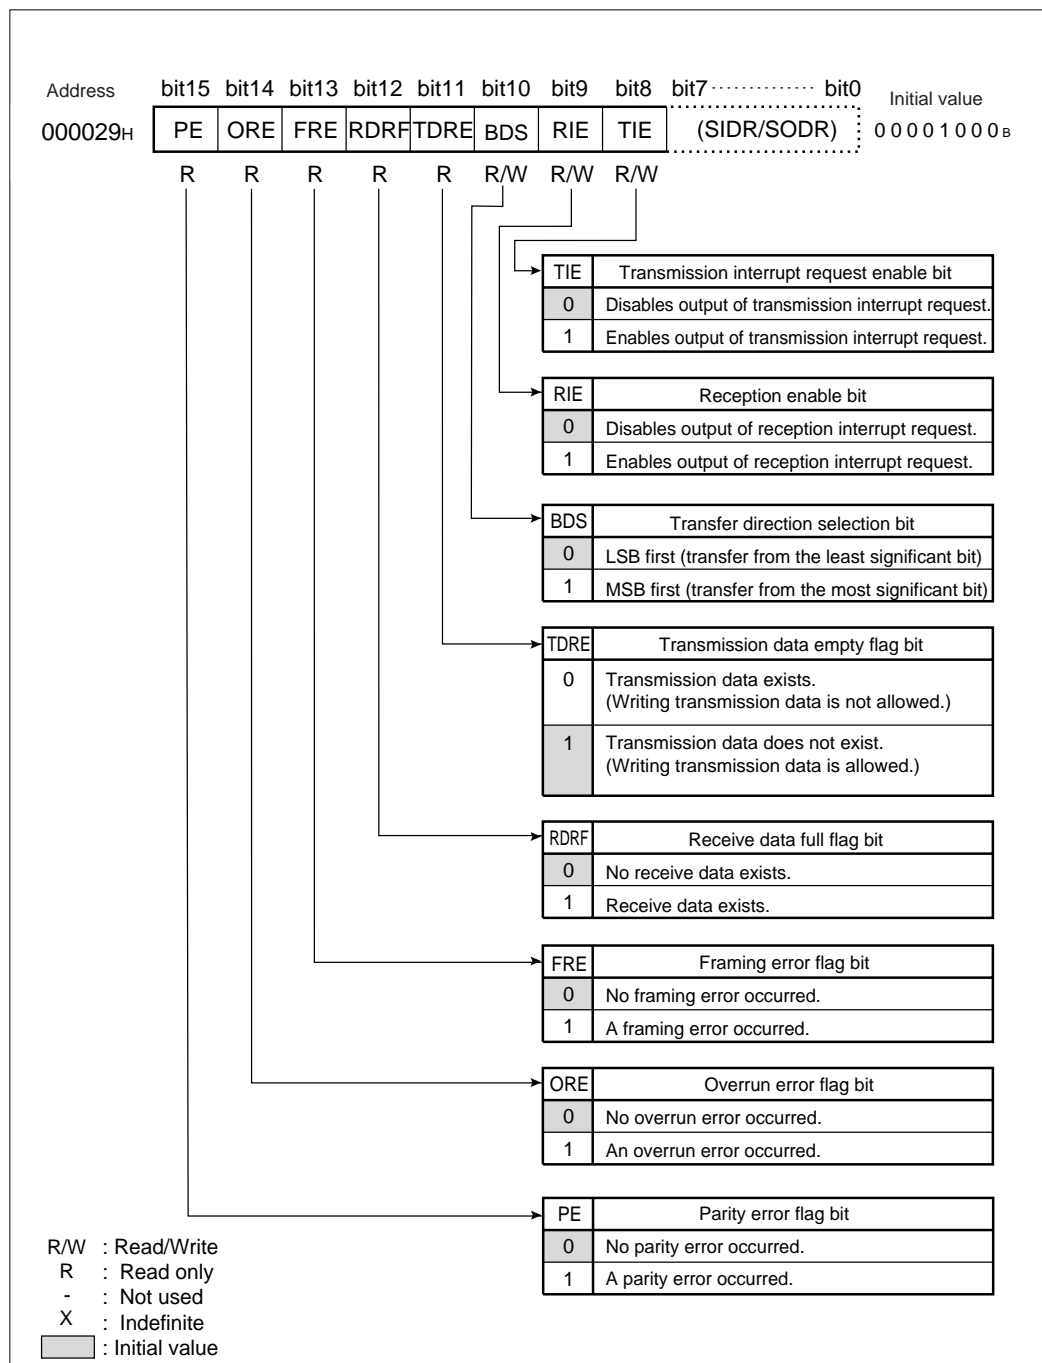 Address bit15 bit14 bit13 bit12 bit11 bit10 bit9 bit8 bit7 ············· bit0 Initial value
000029H PE ORE FRE RDRF TDRE BDS RIE TIE (SIDR/SODR) 0 0 0 0 1 0 0 0 B
R R R R R R/W R/W R/W
TIE Transmission interrupt request enable bit
0 Disables output of transmission interrupt request.
1 Enables output of transmission interrupt request.
RIE Reception enable bit
0 Disables output of reception interrupt request.
1 Enables output of reception interrupt request.
BDS Transfer direction selection bit
0 LSB first (transfer from the least significant bit)
1 MSB first (transfer from the most significant bit)
TDRE Transmission data empty flag bit
0 Transmission data exists.
(Writing transmission data is not allowed.)
1 Transmission data does not exist.
(Writing transmission data is allowed.)
RDRF Receive data full flag bit
0 No receive data exists.
1 Receive data exists.
FRE Framing error flag bit
0 No framing error occurred.
1 A framing error occurred.
ORE Overrun error flag bit
0 No overrun error occurred.
1 An overrun error occurred.
PE Parity error flag bit
0 No parity error occurred.
1 A parity error occurred.
R/W : Read/Write
R : Read only
- : Not used
X : Indefinite
: Initial value